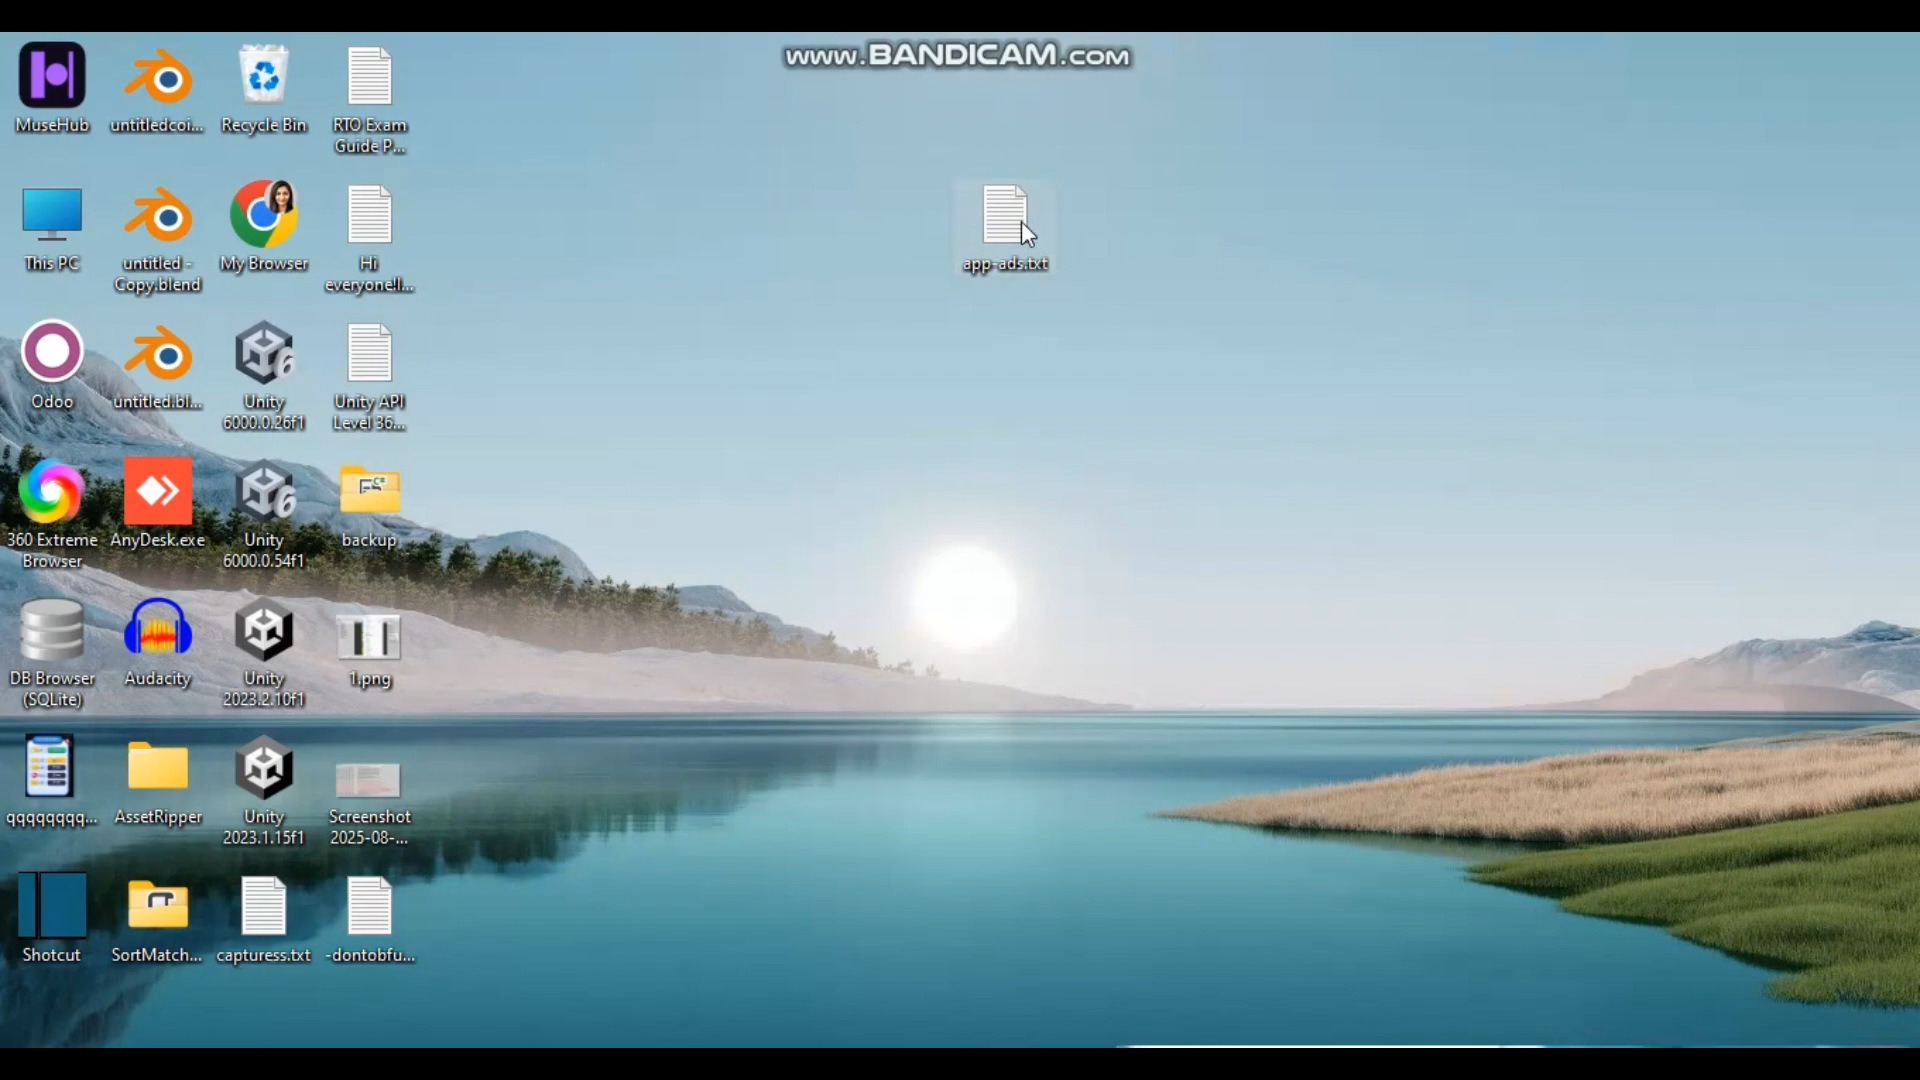 www.BANDICAM.com
MuseHub
untitledcoi...
Recycle Bin
RTO Exam
Guide P...
This PC
untitled -
Copy.blend
My Browser
Hi
everyone!I...
app-ads.txt
Odoo
untitled.bl...
Unity
6000.0.26f1
Unity API
Level 36...
360 Extreme
Browser
AnyDesk.exe
Unity
6000.0.54f1
backup
DB Browser
(SQLite)
Audacity
Unity
2023.2.10f1
1.png
qqqqqqqq...
AssetRipper
Unity
2023.1.15f1
Screenshot
2025-08-...
Shotcut
SortMatch...
capturess.txt
-dontobfu...